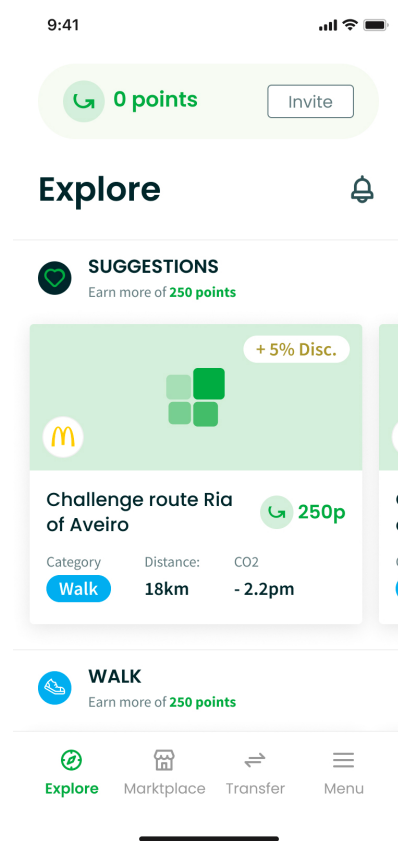 9:41
0 points
Invite
Explore
SUGGESTIONS
Earn more of 250 points
+ 5% Disc.
Challenge route Ria
of Aveiro
250p
Category
Distance:
CO2
Walk
18km
- 2.2pm
WALK
Earn more of 250 points
Explore
Marktplace
Transfer
Menu